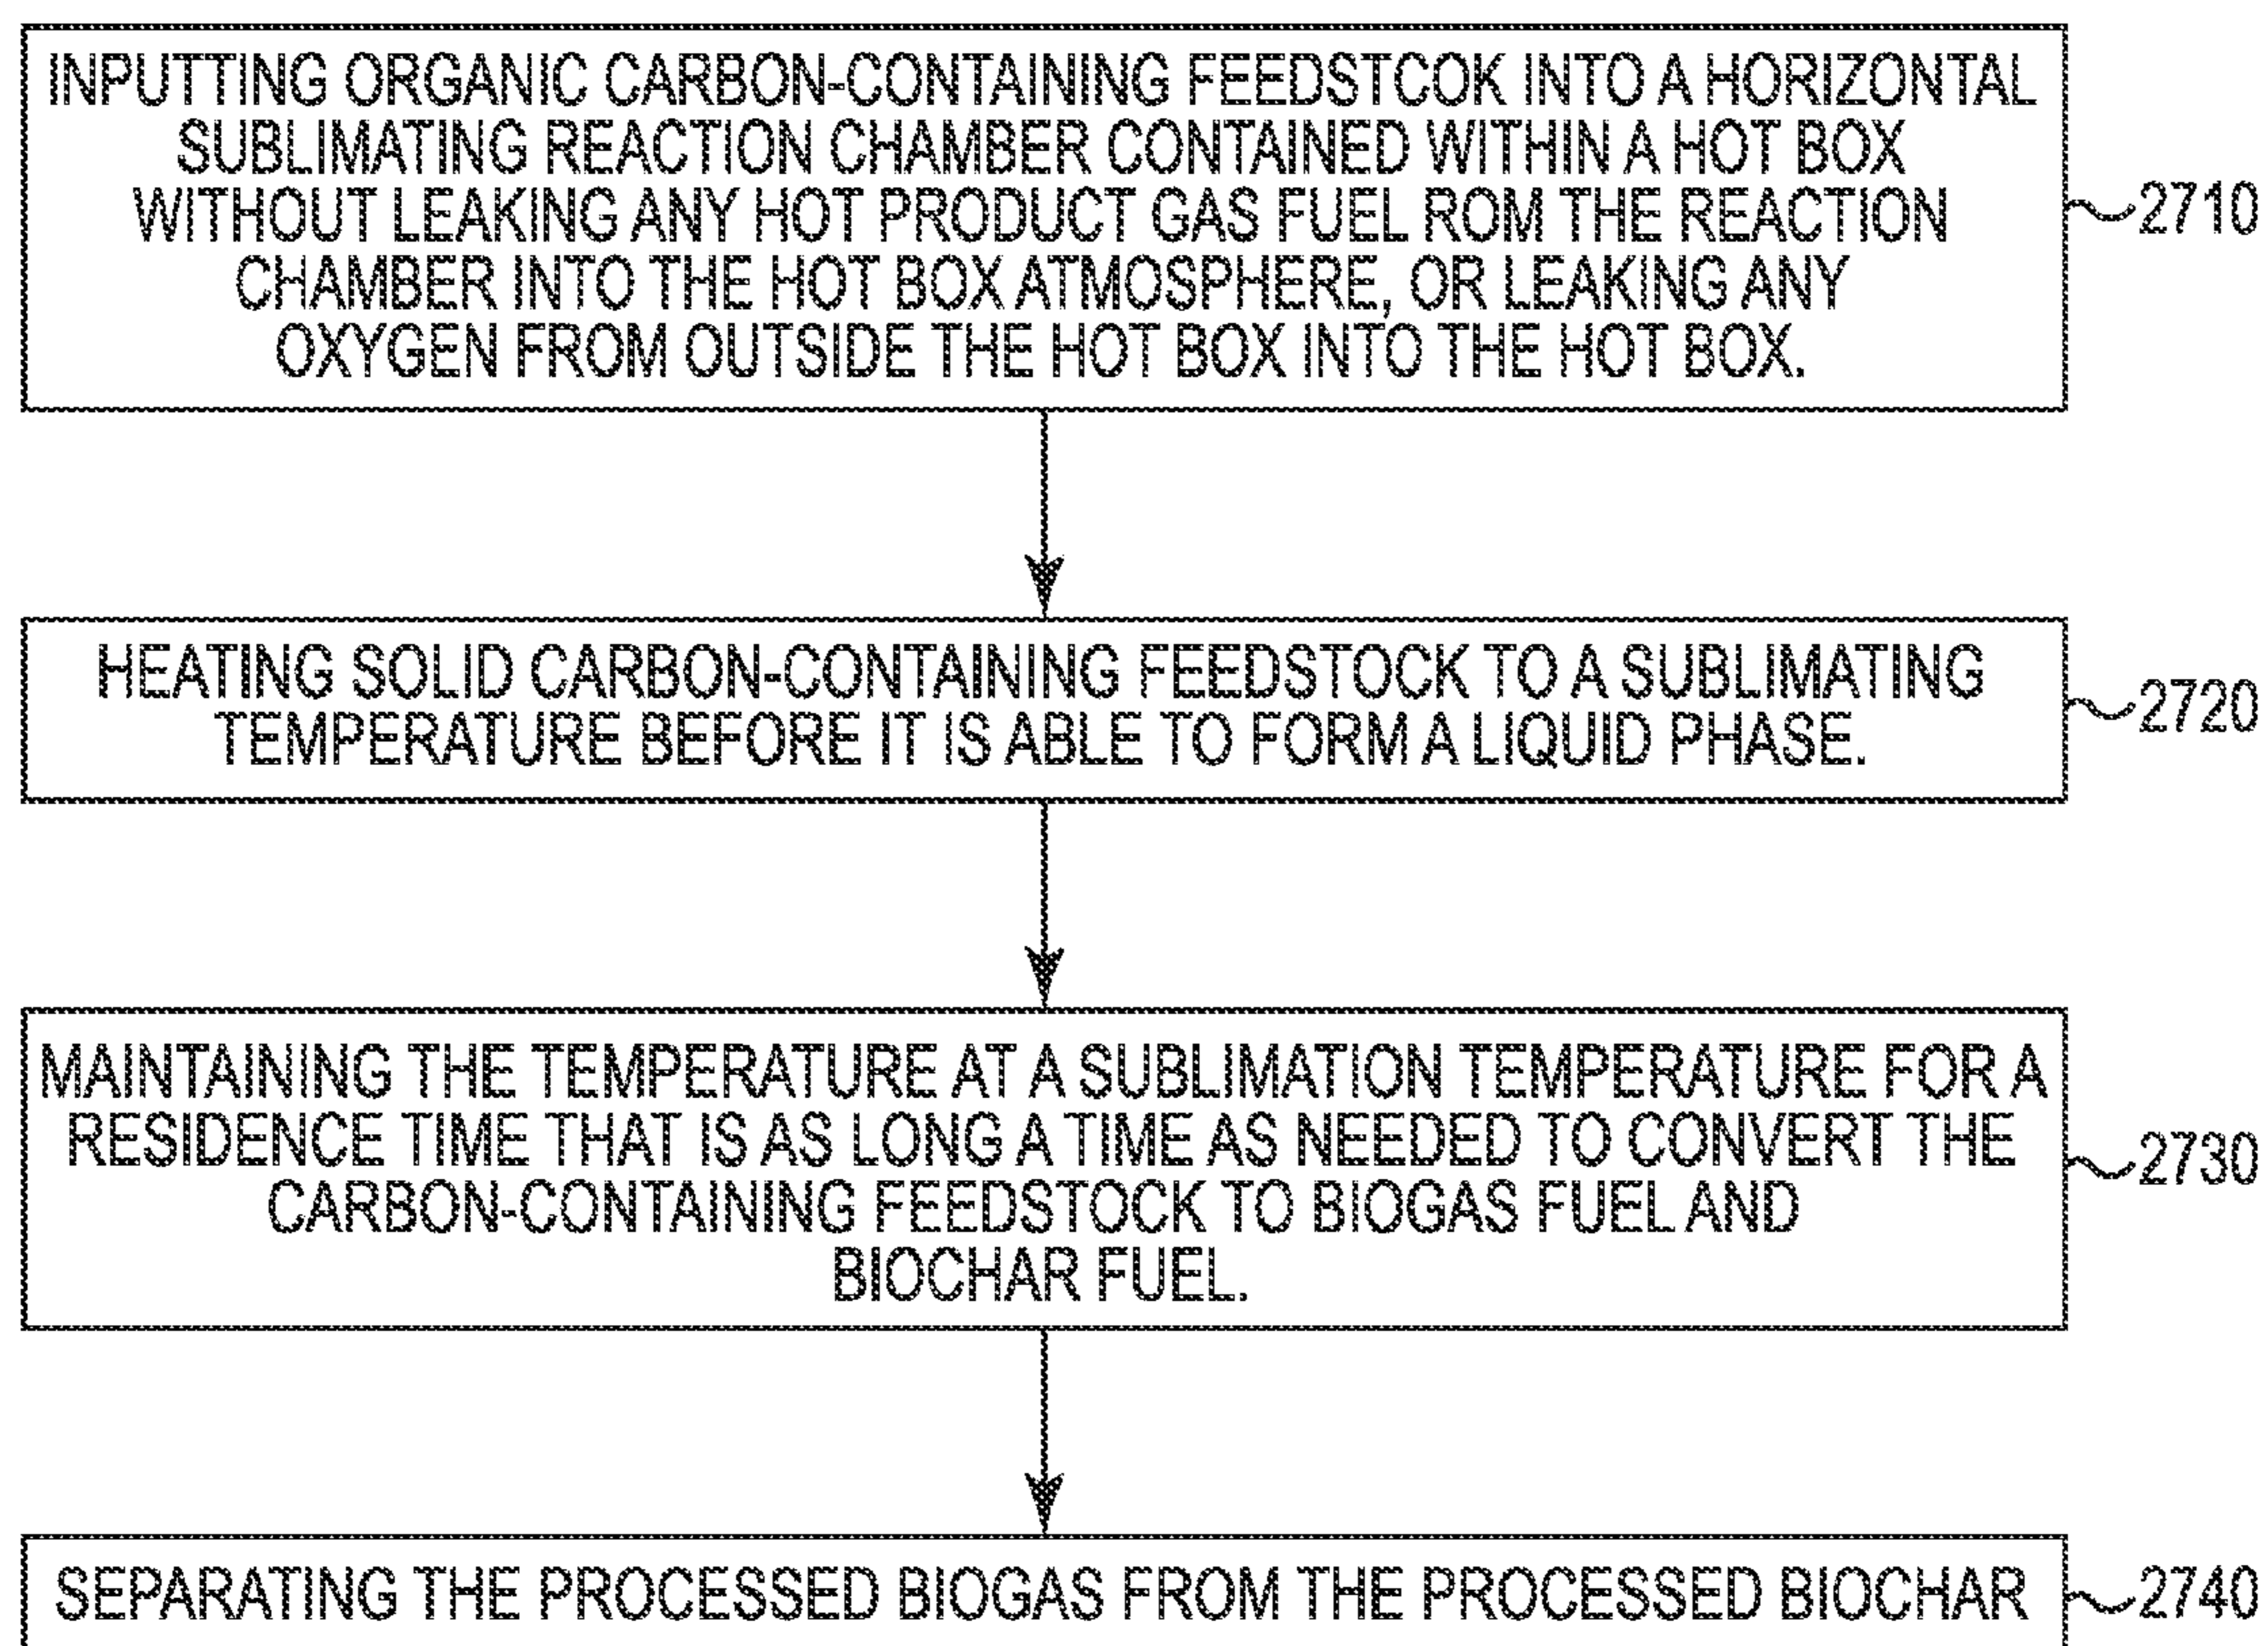 INPUTTING ORGANIC CARBON-CONTAINING FEEDSTCOK INTO A HORIZONTAL
SUBLIMATING REACTION CHAMBER CONTAINED WITHIN A HOT BOX
WITHOUT LEAKING ANY HOT PRODUCT GAS FUEL ROM THE REACTION
CHAMBER INTO THE HOT BOX ATMOSPHERE, OR LEAKING ANY
OXYGEN FROM OUTSIDE THE HOT BOX INTO THE HOT BOX.
2710
HEATING SOLID CARBON-CONTAINING FEEDSTOCK TO A SUBLIMATING
TEMPERATURE BEFORE IT IS ABLE TO FORM A LIQUID PHASE.
2720
MAINTAINING THE TEMPERATURE AT A SUBLIMATION TEMPERATURE FOR A
RESIDENCE TIME THAT IS AS LONG A TIME AS NEEDED TO CONVERT THE
CARBON-CONTAINING FEEDSTOCK TO BIOGAS FUEL AND
BIOCHAR FUEL.
2730
SEPARATING THE PROCESSED BIOGAS FROM THE PROCESSED BIOCHAR
2740